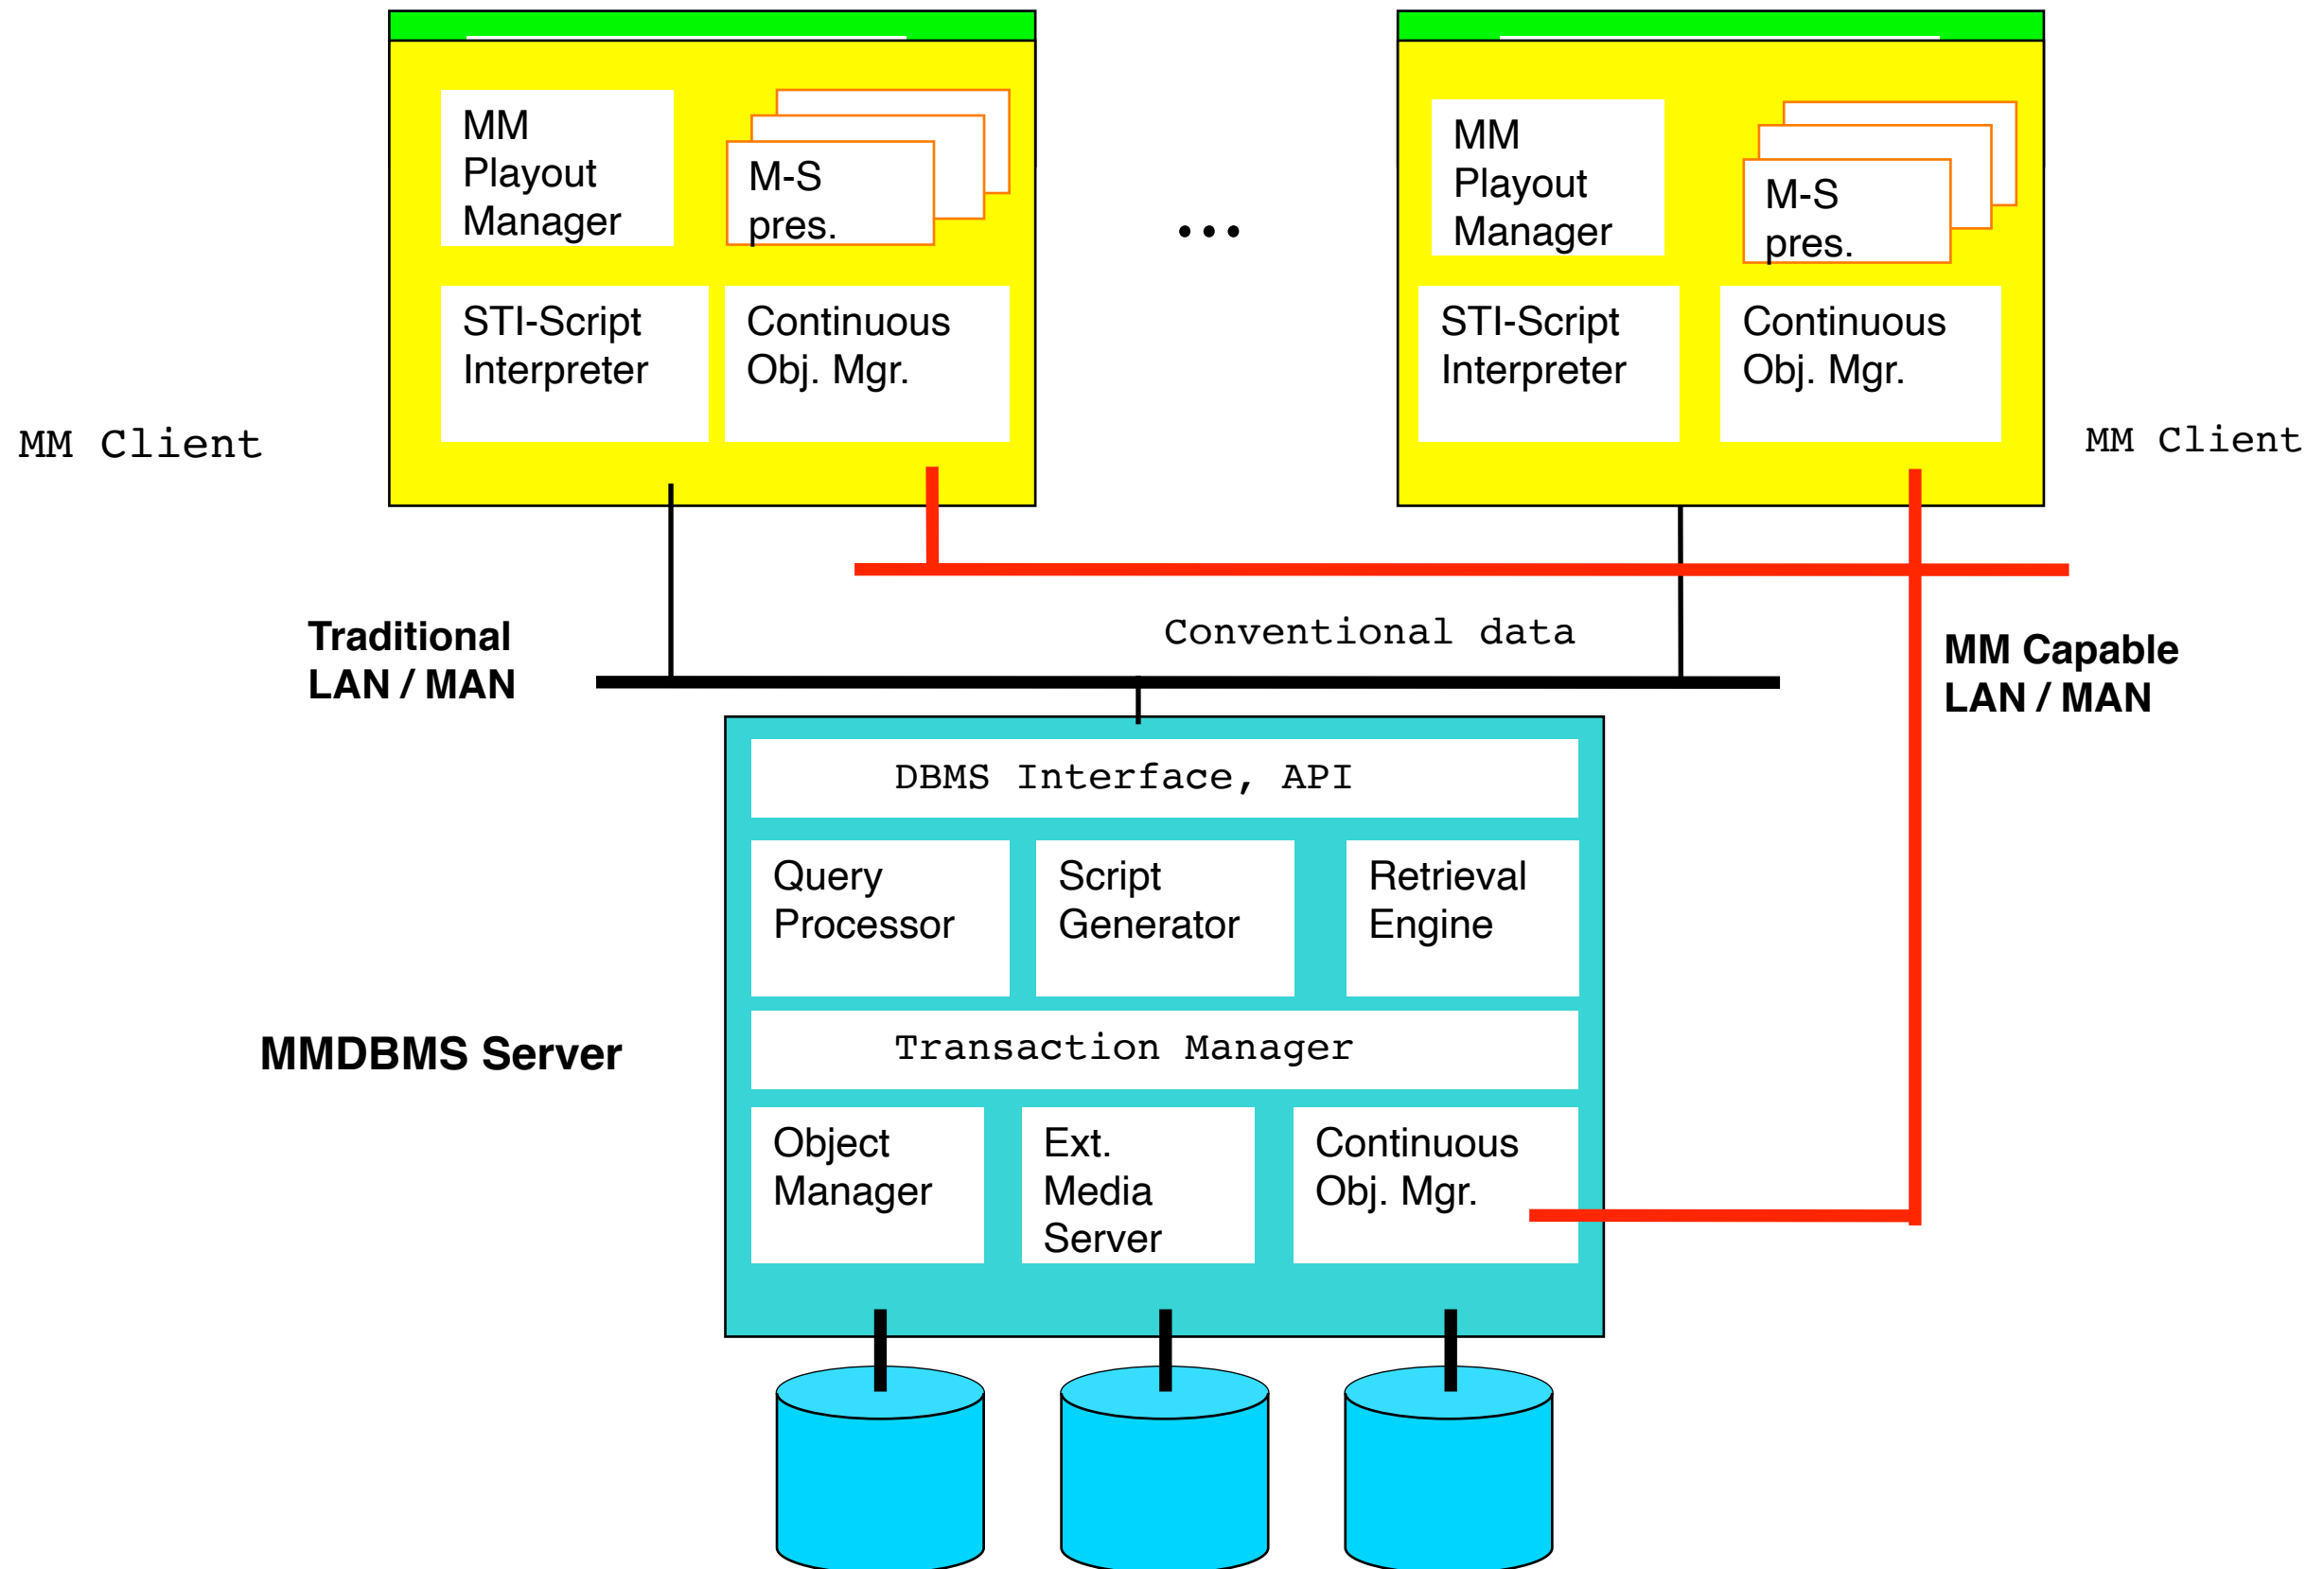 MM
Playout
Manager
M-S
pres.
STI-Script
Interpreter
Continuous
Obj. Mgr.
MM Client
...
MM
Playout
Manager
M-S
pres.
STI-Script
Interpreter
Continuous
Obj. Mgr.
MM Client
Traditional
LAN / MAN
Conventional data
MM Capable
LAN / MAN
MMDBMS Server
DBMS Interface, API
Query
Processor
Script
Generator
Retrieval
Engine
Transaction Manager
Object
Manager
Ext.
Media
Server
Continuous
Obj. Mgr.